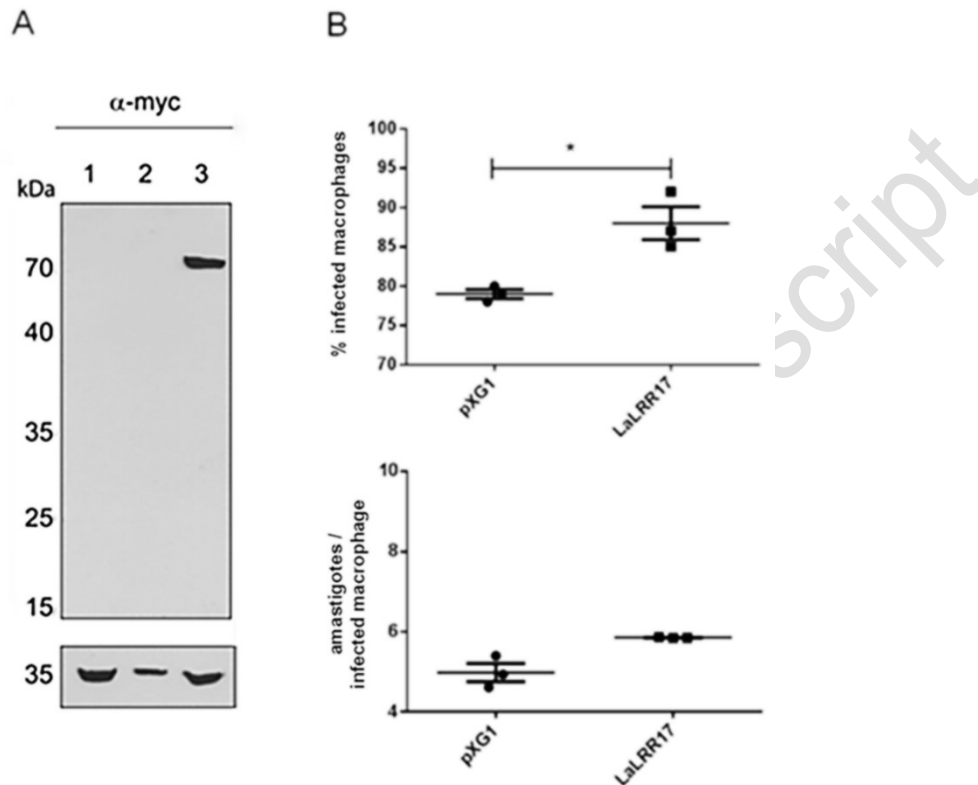 A
α-myc
kDa
1 2 3
70
40
35
25
15
35
B
% infected macrophages
100
95
90
85
80
75
70
*
pXG1
LaLRR17
amastigotes /
infected macrophage
10
8
6
4
pXG1
LaLRR17
script